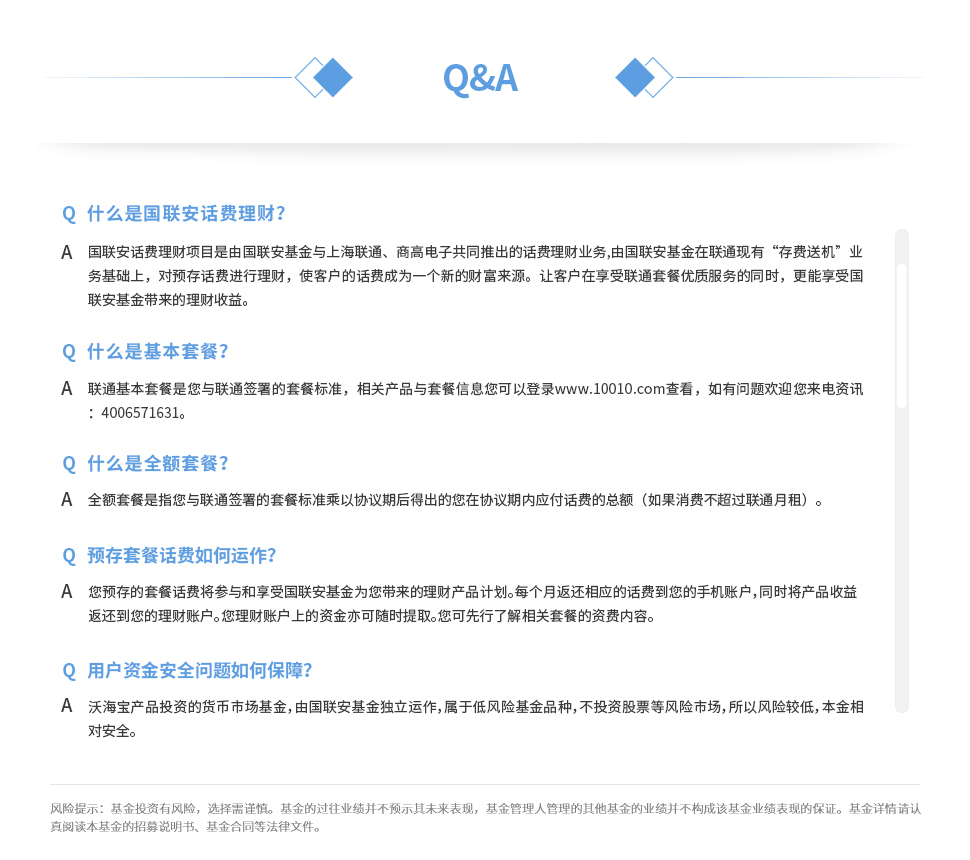 Q&A
Q 什么是国联安话费理财?
A 国联安话费理财项目是由国联安基金与上海联通、商高电子共同推出的话费理财业务,由国联安基金在联通现有“存费送机”业
务基础上，对预存话费进行理财，使客户的话费成为一个新的财富来源。让客户在享受联通套餐优质服务的同时，更能享受国
联安基金带来的理财收益。
Q 什么是基本套餐?
A 联通基本套餐是您与联通签署的套餐标准，相关产品与套餐信息您可以登录www.10010.com查看，如有问题欢迎您来电资讯
：4006571631。
Q 什么是全额套餐?
A 全额套餐是指您与联通签署的套餐标准乘以协议期后得出的您在协议期内应付话费的总额（如果消费不超过联通月租）。
Q 预存套餐话费如何运作?
A 您预存的套餐话费将参与和享受国联安基金为您带来的理财产品计划。每个月返还相应的话费到您的手机账户，同时将产品收益
返还到您的理财账户。您理财账户上的资金亦可随时提取。您可先行了解相关套餐的资费内容。
Q 用户资金安全问题如何保障?
A 沃海宝产品投资的货币市场基金，由国联安基金独立运作，属于低风险基金品种，不投资股票等风险市场，所以风险较低，本金相
对安全。
风险提示：基金投资有风险，选择需谨慎。基金的过往业绩并不预示其未来表现，基金管理人管理的其他基金的业绩并不构成该基金业绩表现的保证。基金详情请认
真阅读本基金的招募说明书、基金合同等法律文件。